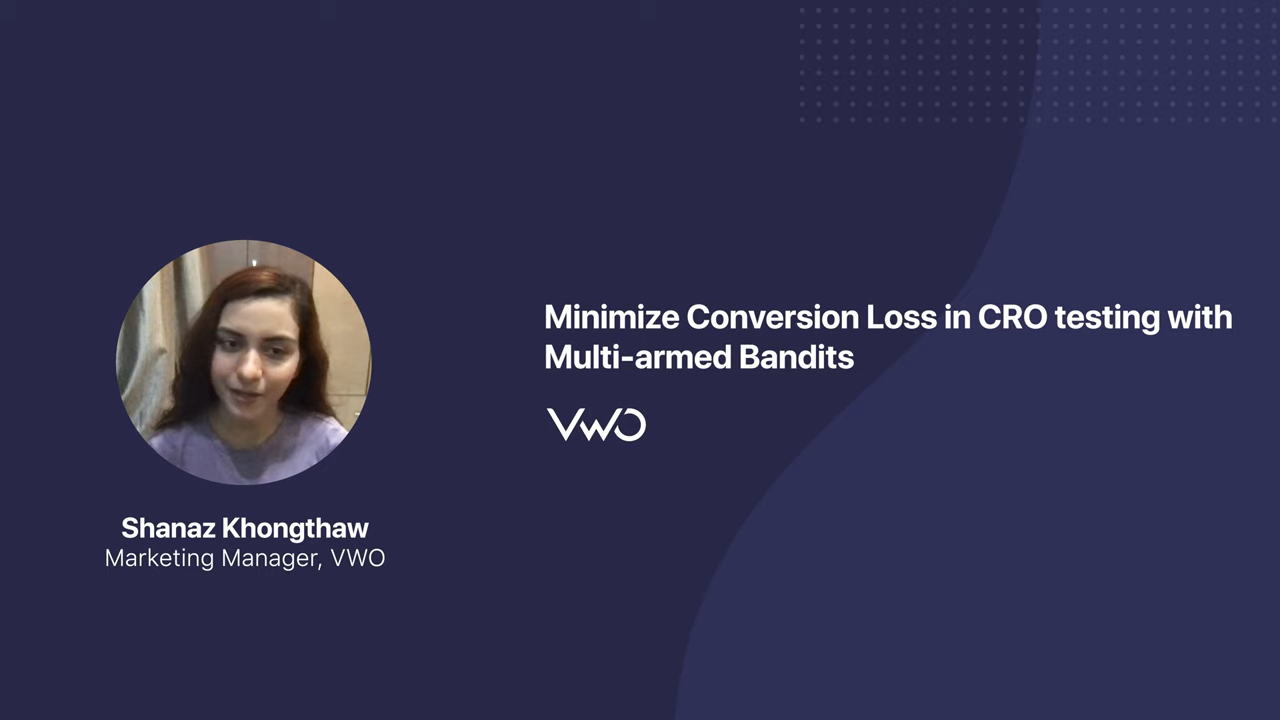 Minimize Conversion Loss in CRO testing with
Multi-armed Bandits
VWO
Shanaz Khongthaw
Marketing Manager, VWO